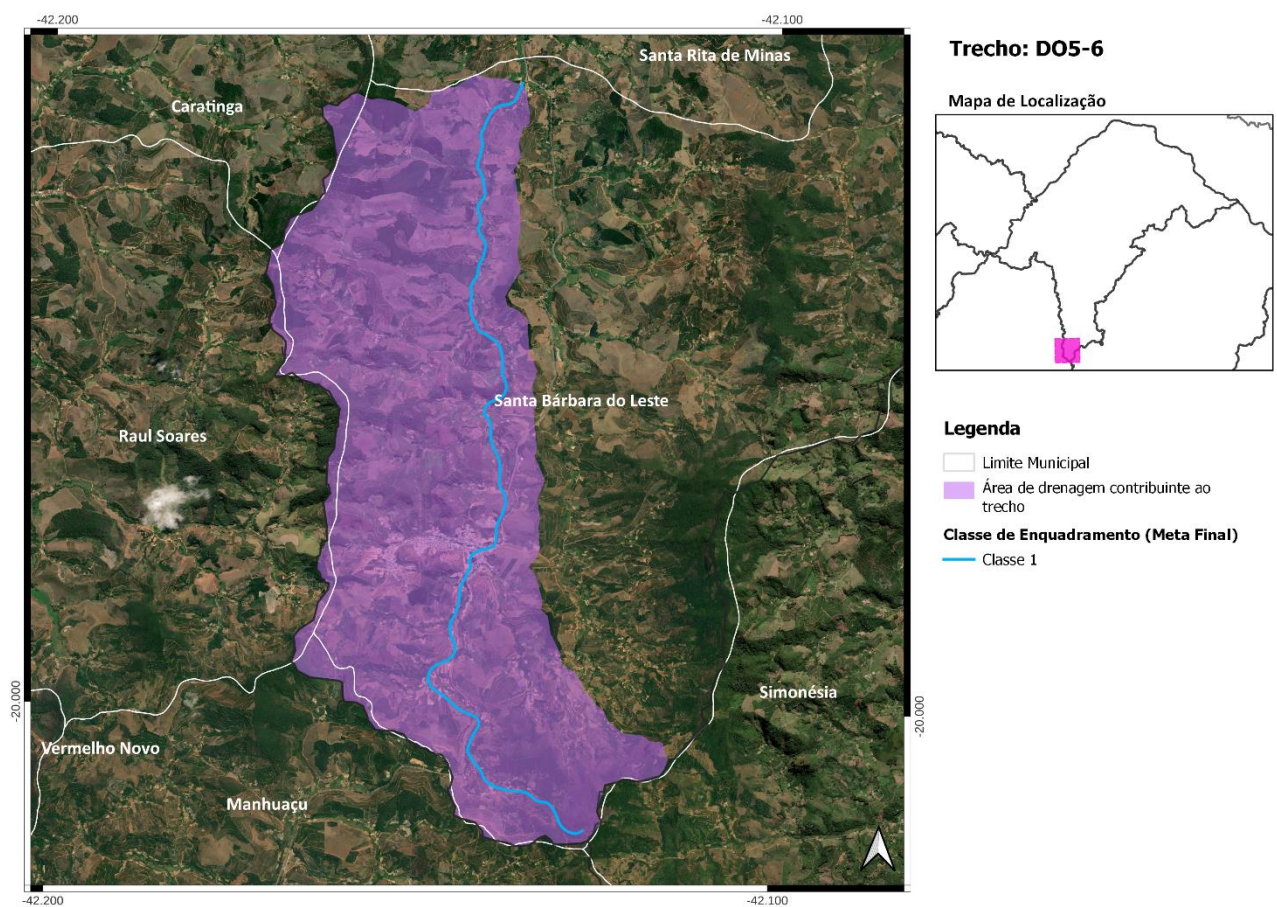 -42.200
-42.100
Santa Rita de Minas
Caratinga
Santa Bárbara do Leste
Raul Soares
Simonésia
-20.000
-20.000
Vermelho Novo
Manhuaçu
-42.200
-42.100
Trecho: DO5-6
Mapa de Localização
Legenda
Limite Municipal
Área de drenagem contribuinte ao
trecho
Classe de Enquadramento (Meta Final)
Classe 1